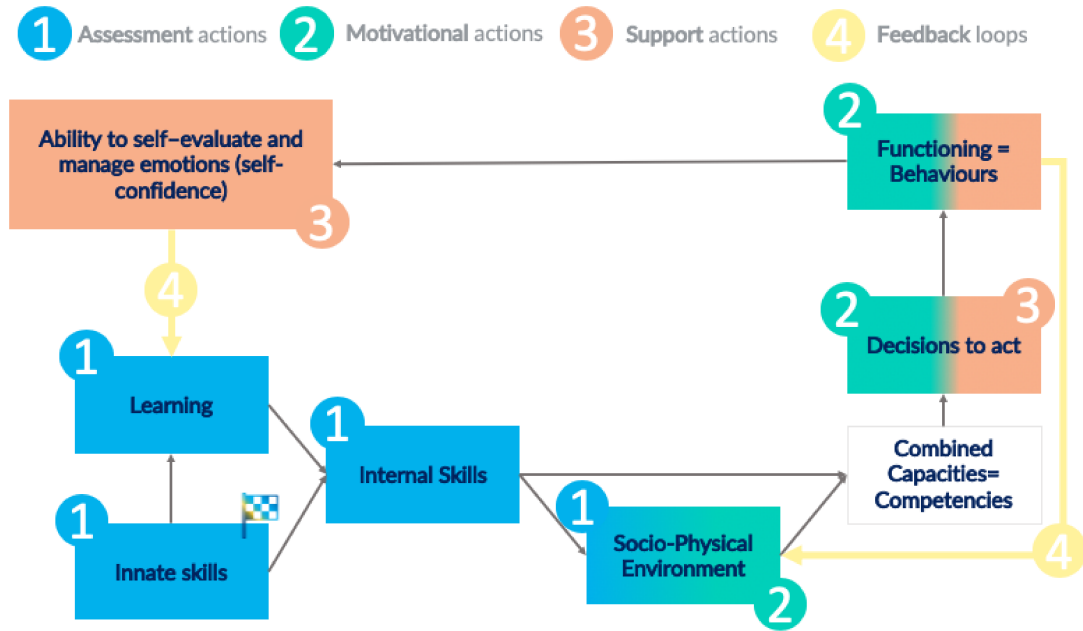 1 Assessment actions 2 Motivational actions 3 Support actions 4 Feedback loops
Ability to self–evaluate and
manage emotions (self-
confidence)
3
2
Functioning =
Behaviours
4
2
3
Decisions to act
1
Learning
1
Internal Skills
Combined
Capacities=
Competencies
1
Innate skills
1
Socio-Physical
Environment
2
4